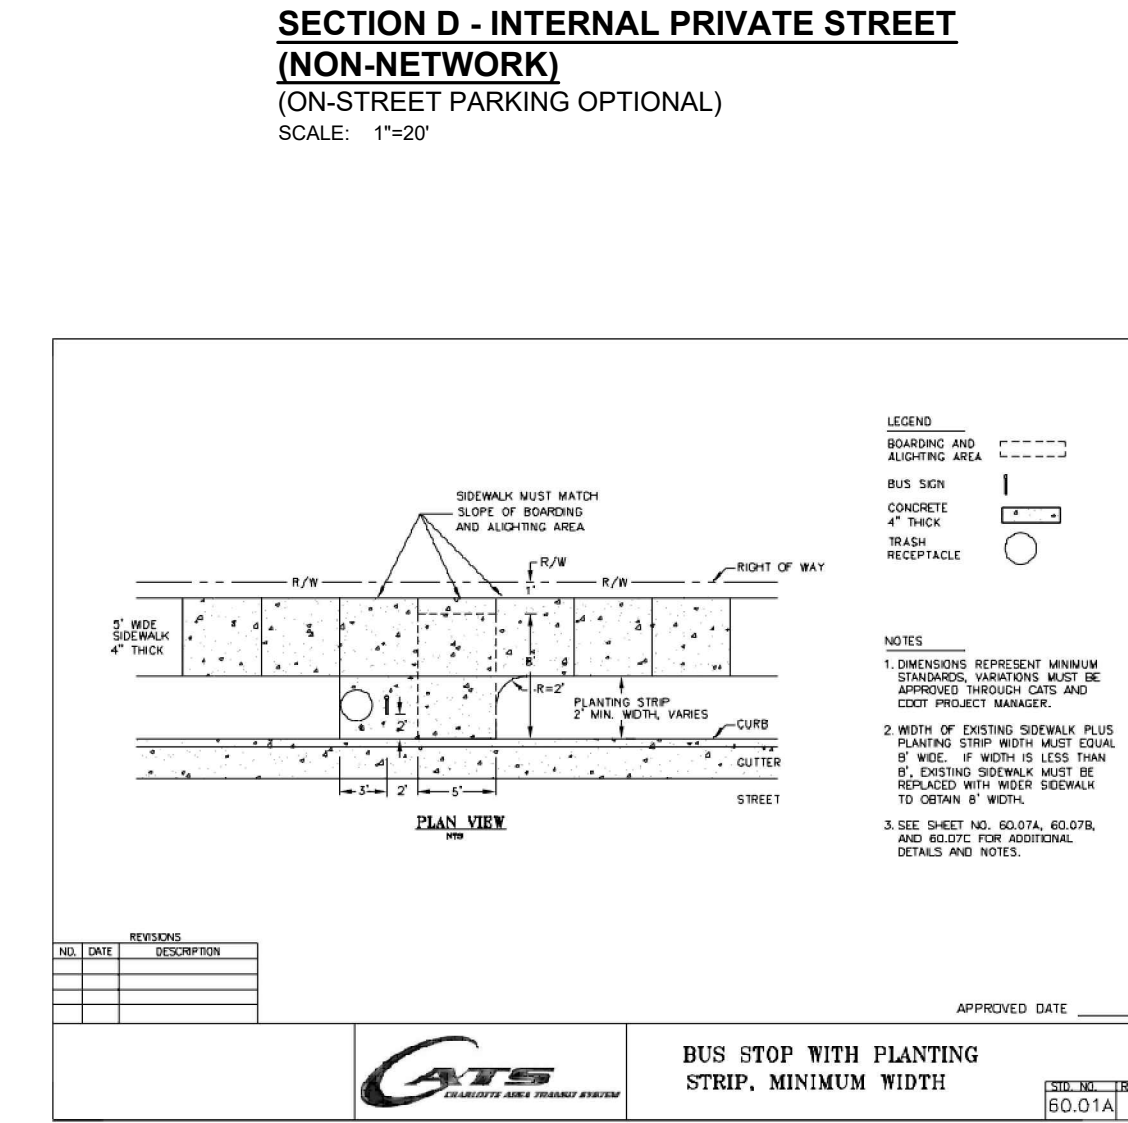 SECTION D - INTERNAL PRIVATE STREET
(NON-NETWORK)
(ON-STREET PARKING OPTIONAL)
SCALE: 1"=20'
LEGEND
BOARDING AND
ALIGHTING AREA
BUS SIGN
CONCRETE
4" THICK
TRASH
RECEPTACLE
SIDEWALK MUST MATCH
SLOPE OF BOARDING
AND ALIGHTING AREA
R/W
R/W
R/W
RIGHT OF WAY
1'
5' WIDE
SIDEWALK
4" THICK
8'
R=2'
PLANTING STRIP
2' MIN. WIDTH, VARIES
2'
CURB
GUTTER
3'
2'
5'
STREET
PLAN VIEW
NTS
NOTES
1. DIMENSIONS REPRESENT MINIMUM
STANDARDS, VARIATIONS MUST BE
APPROVED THROUGH CATS AND
CDOT PROJECT MANAGER.
2. WIDTH OF EXISTING SIDEWALK PLUS
PLANTING STRIP WIDTH MUST EQUAL
8' WIDE. IF WIDTH IS LESS THAN
8', EXISTING SIDEWALK MUST BE
REPLACED WITH WIDER SIDEWALK
TO OBTAIN 8' WIDTH.
3. SEE SHEET NO. 60.07A, 60.07B,
AND 60.07C FOR ADDITIONAL
DETAILS AND NOTES.
REVISIONS
NO. DATE DESCRIPTION
APPROVED DATE
CATS
CHARLOTTE AREA TRANSIT SYSTEM
BUS STOP WITH PLANTING
STRIP, MINIMUM WIDTH
STD. NO. R
60.01A